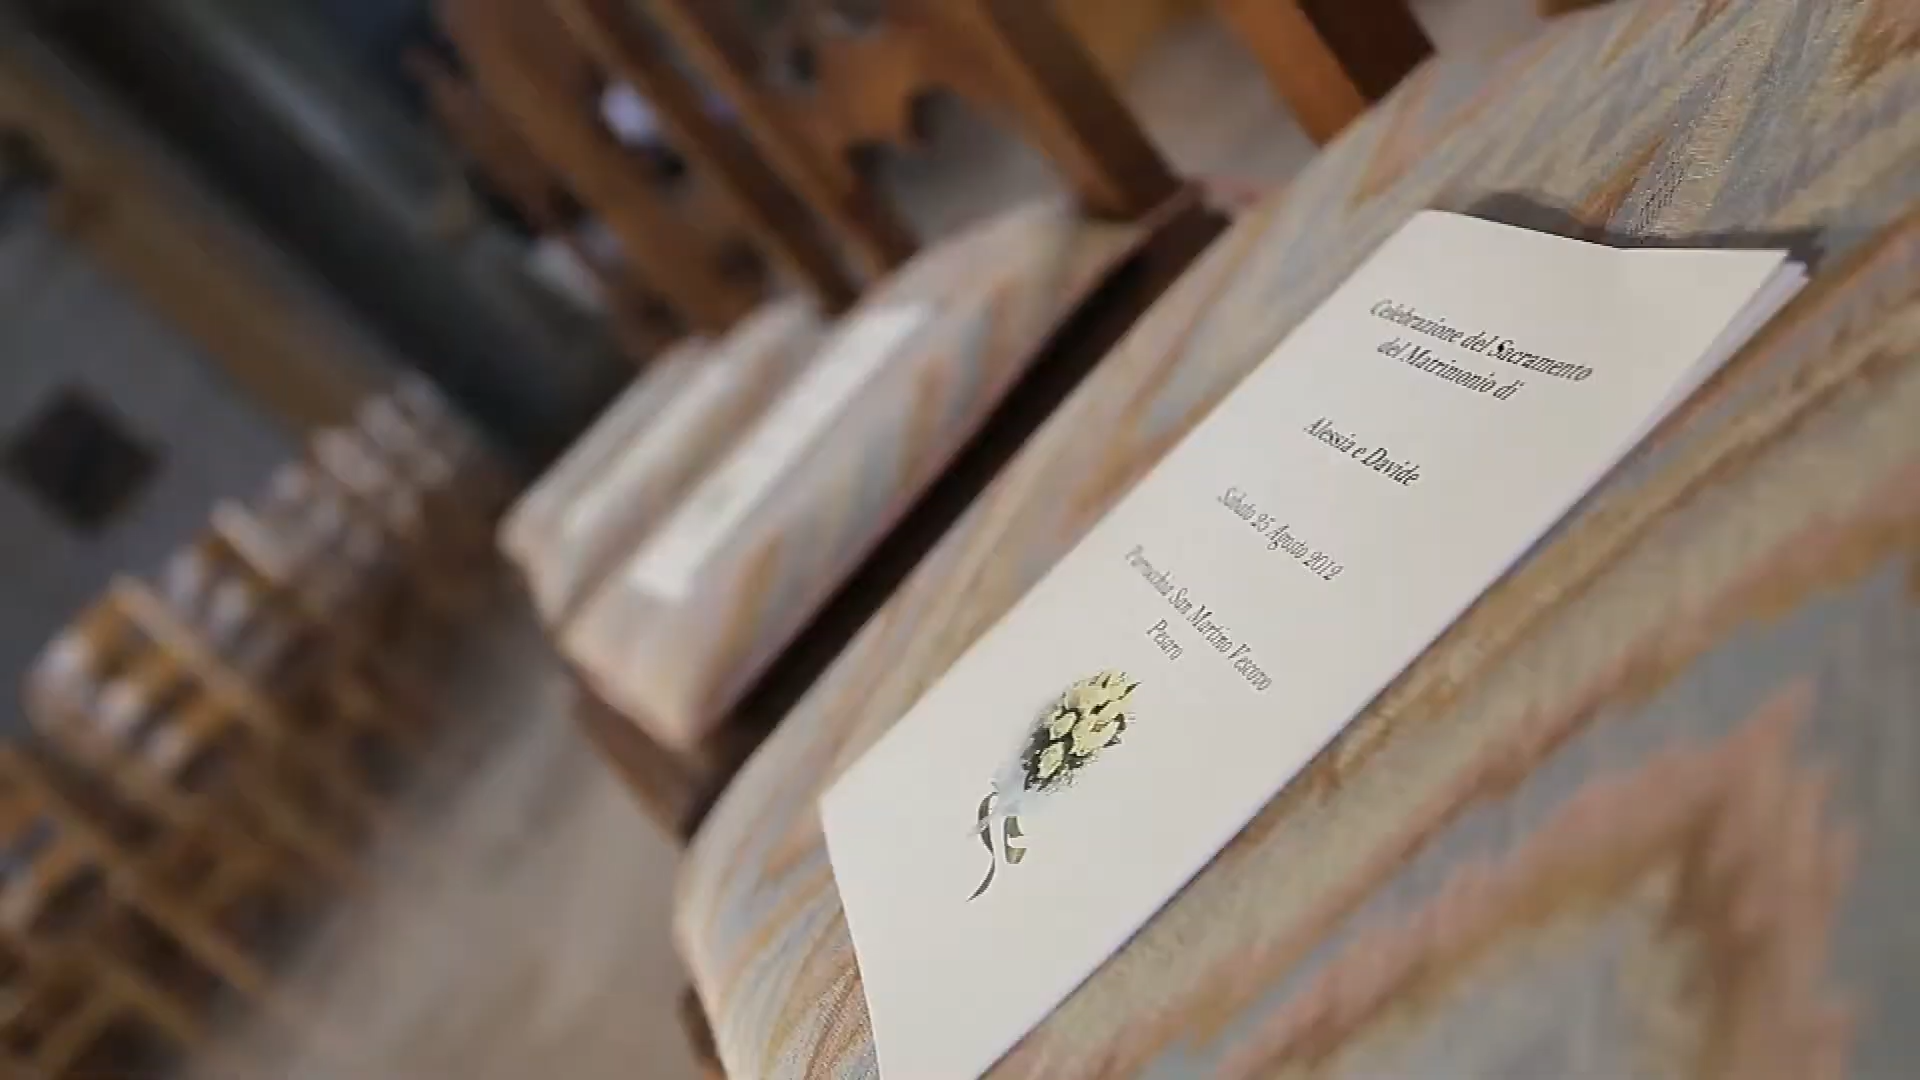 Celebrazione del Sacramento
del Matrimonio di
Alessia e Davide
Sabato 25 Agosto 2012
Parrocchia San Martino Vescovo
Pesaro